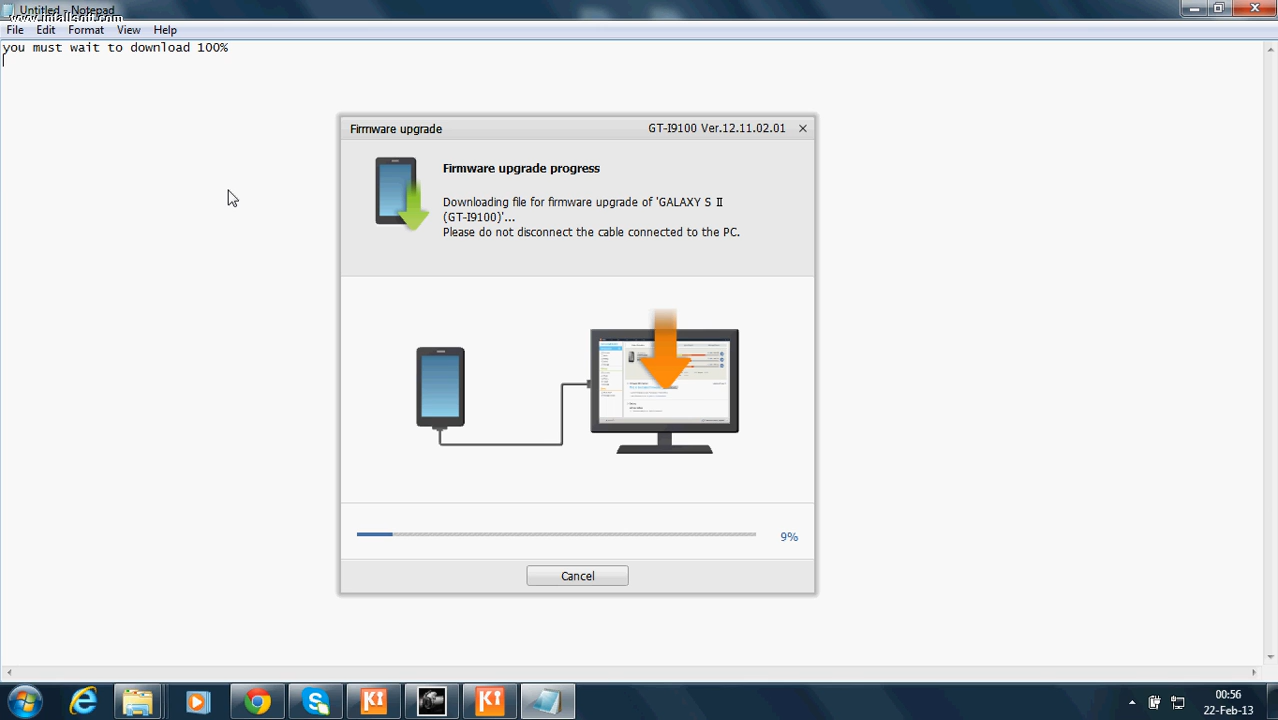 Untitled - Notepad
File Edit Format View Help
you must wait to download 100%
Firmware upgrade GT-I9100 Ver.12.11.02.01
Firmware upgrade progress
Downloading file for firmware upgrade of 'GALAXY S II
(GT-I9100)'...
Please do not disconnect the cable connected to the PC.
9%
Cancel
00:56
22-Feb-13